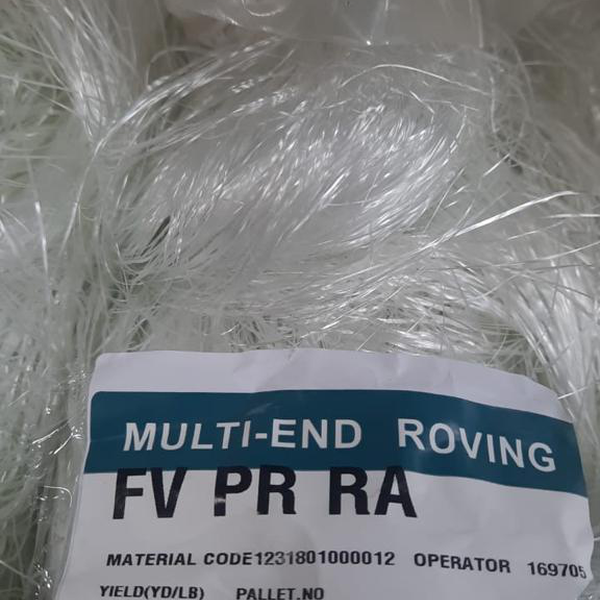 MULTI-END ROVING
FV PR RA
MATERIAL CODE1231801000012 OPERATOR 169705
YIELD(YD/LB) PALLET.NO